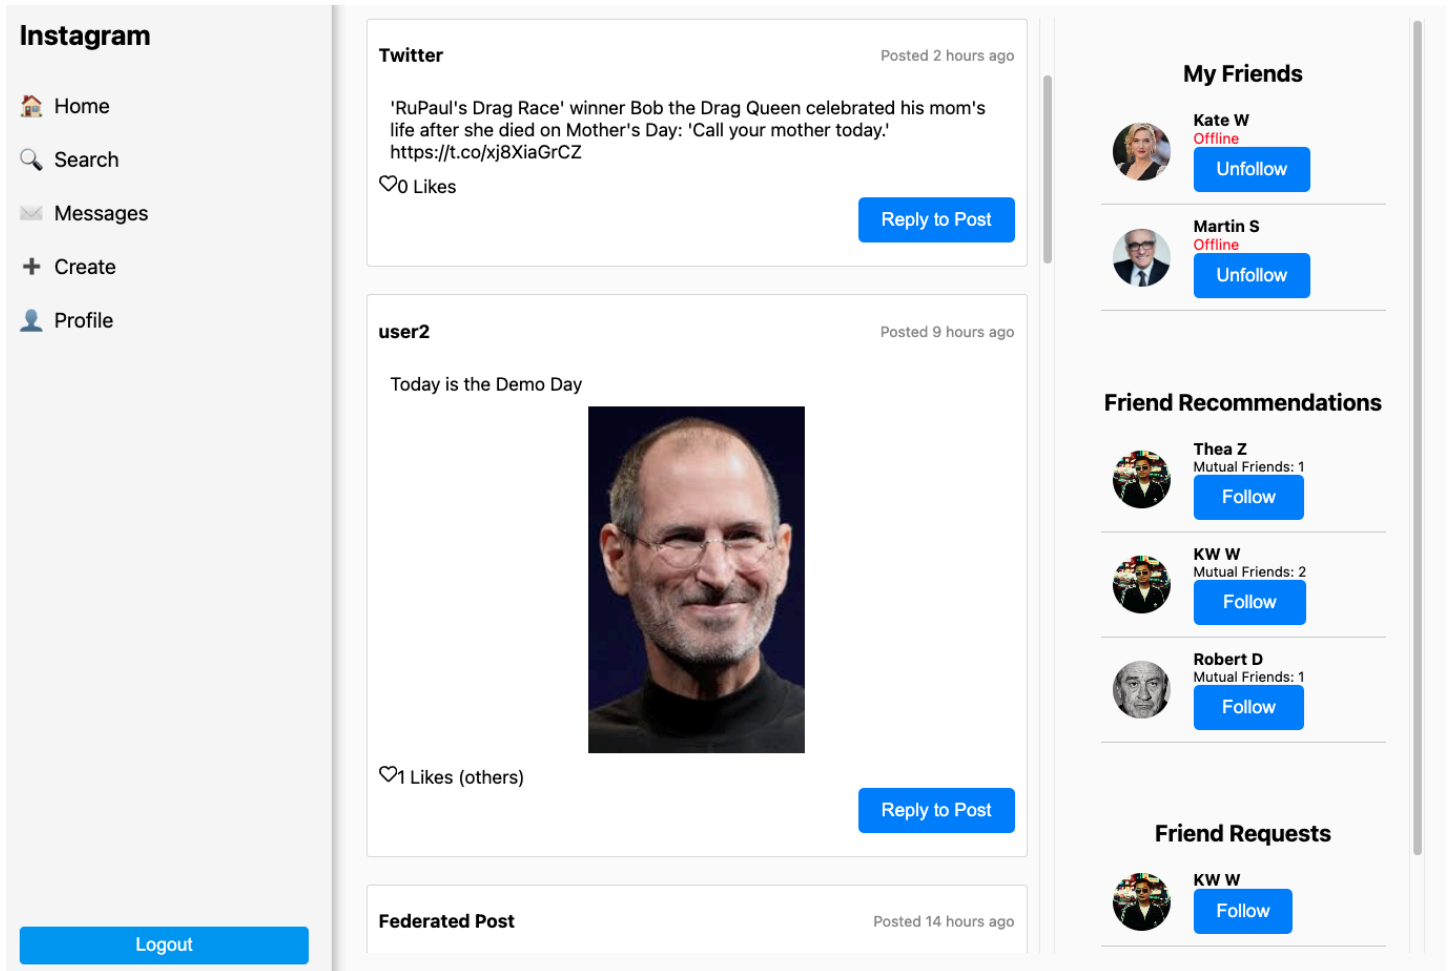 Instagram
Home
Search
Messages
Create
Profile
Logout
Twitter
Posted 2 hours ago
'RuPaul's Drag Race' winner Bob the Drag Queen celebrated his mom's
life after she died on Mother's Day: 'Call your mother today.'
https://t.co/xj8XiaGrCZ
0 Likes
Reply to Post
user2
Posted 9 hours ago
Today is the Demo Day
1 Likes (others)
Reply to Post
Federated Post
Posted 14 hours ago
My Friends
Kate W
Offline
Unfollow
Martin S
Offline
Unfollow
Friend Recommendations
Thea Z
Mutual Friends: 1
Follow
KW W
Mutual Friends: 2
Follow
Robert D
Mutual Friends: 1
Follow
Friend Requests
KW W
Follow